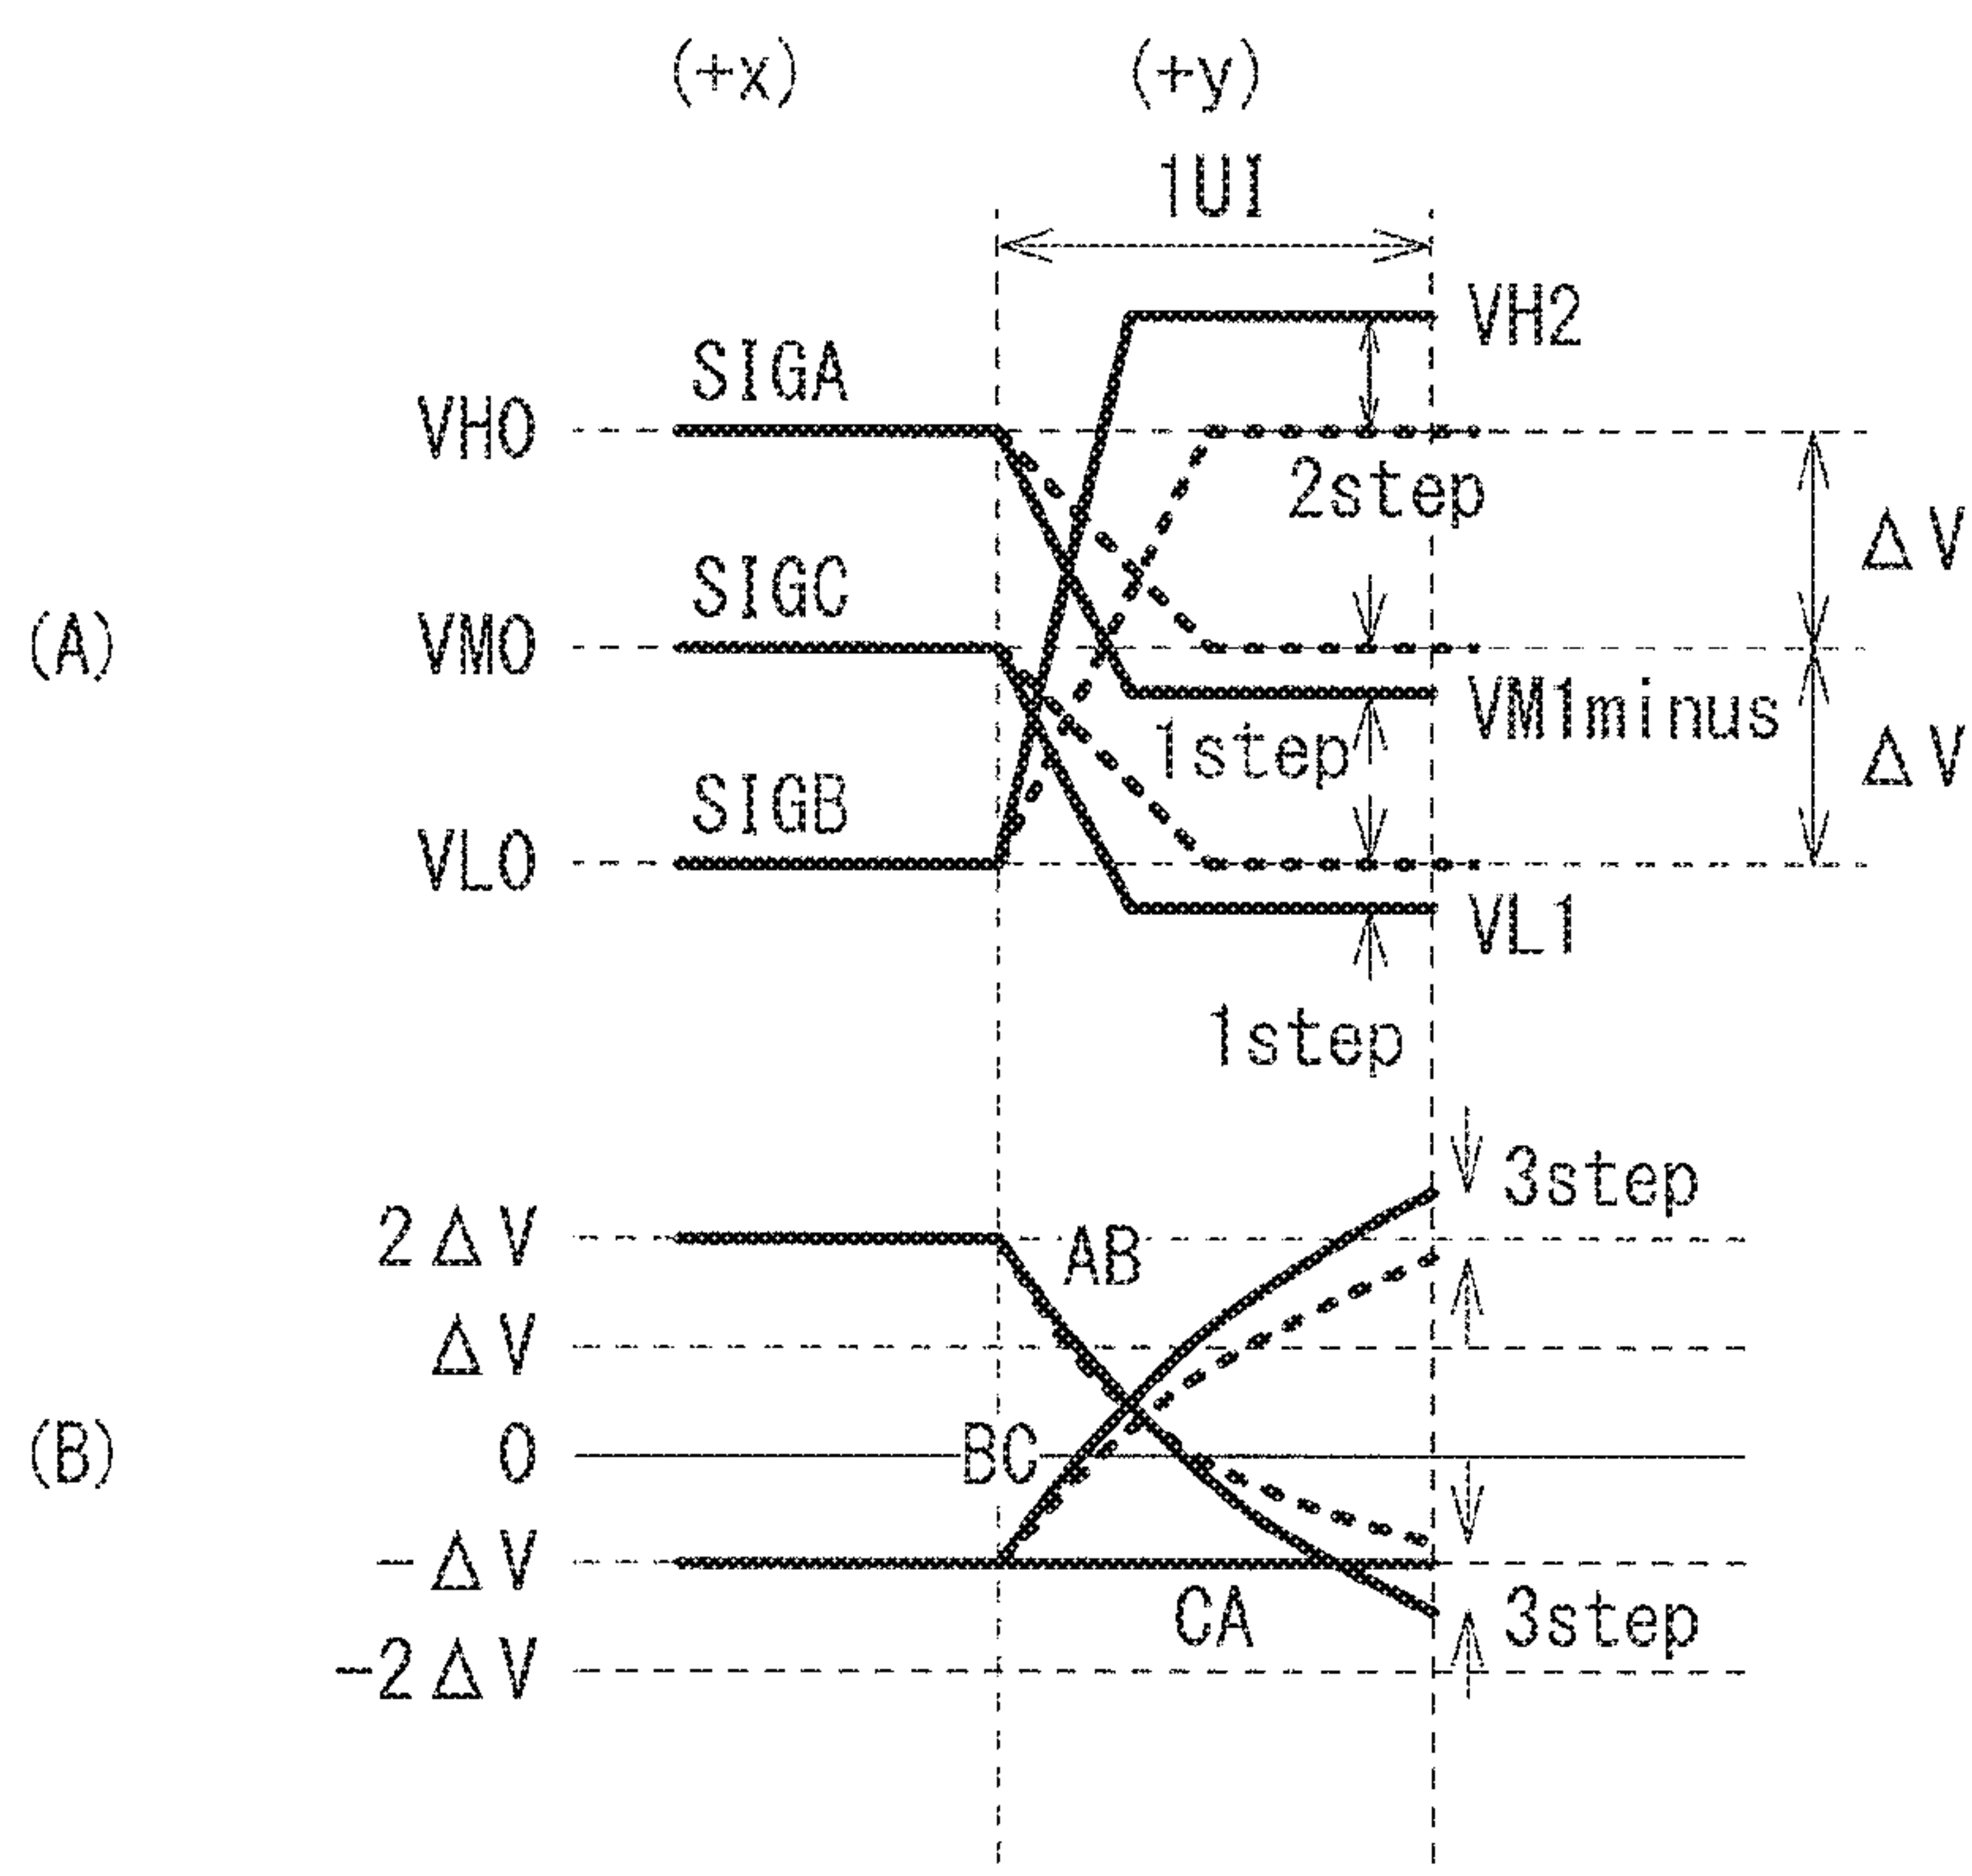 (+x) (+y)
1UI
VH2
SIGA
VH0
2step
ΔV
SIGC
(A) VM0
VM1minus
1step
ΔV
SIGB
VL0
VL1
1step
3step
2ΔV
AB
ΔV
(B) 0 BC
-ΔV
CA 3step
-2ΔV